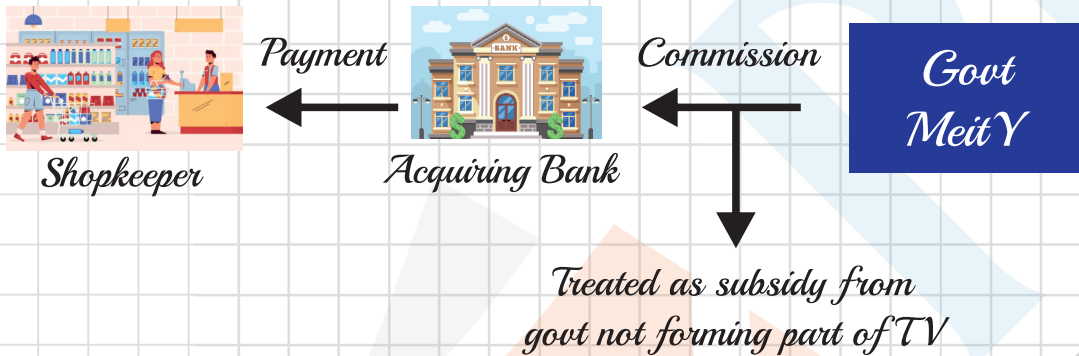 Payment
Commission
Govt
MeitY
BANK
Shopkeeper
Acquiring Bank
Treated as subsidy from
govt not forming part of TV